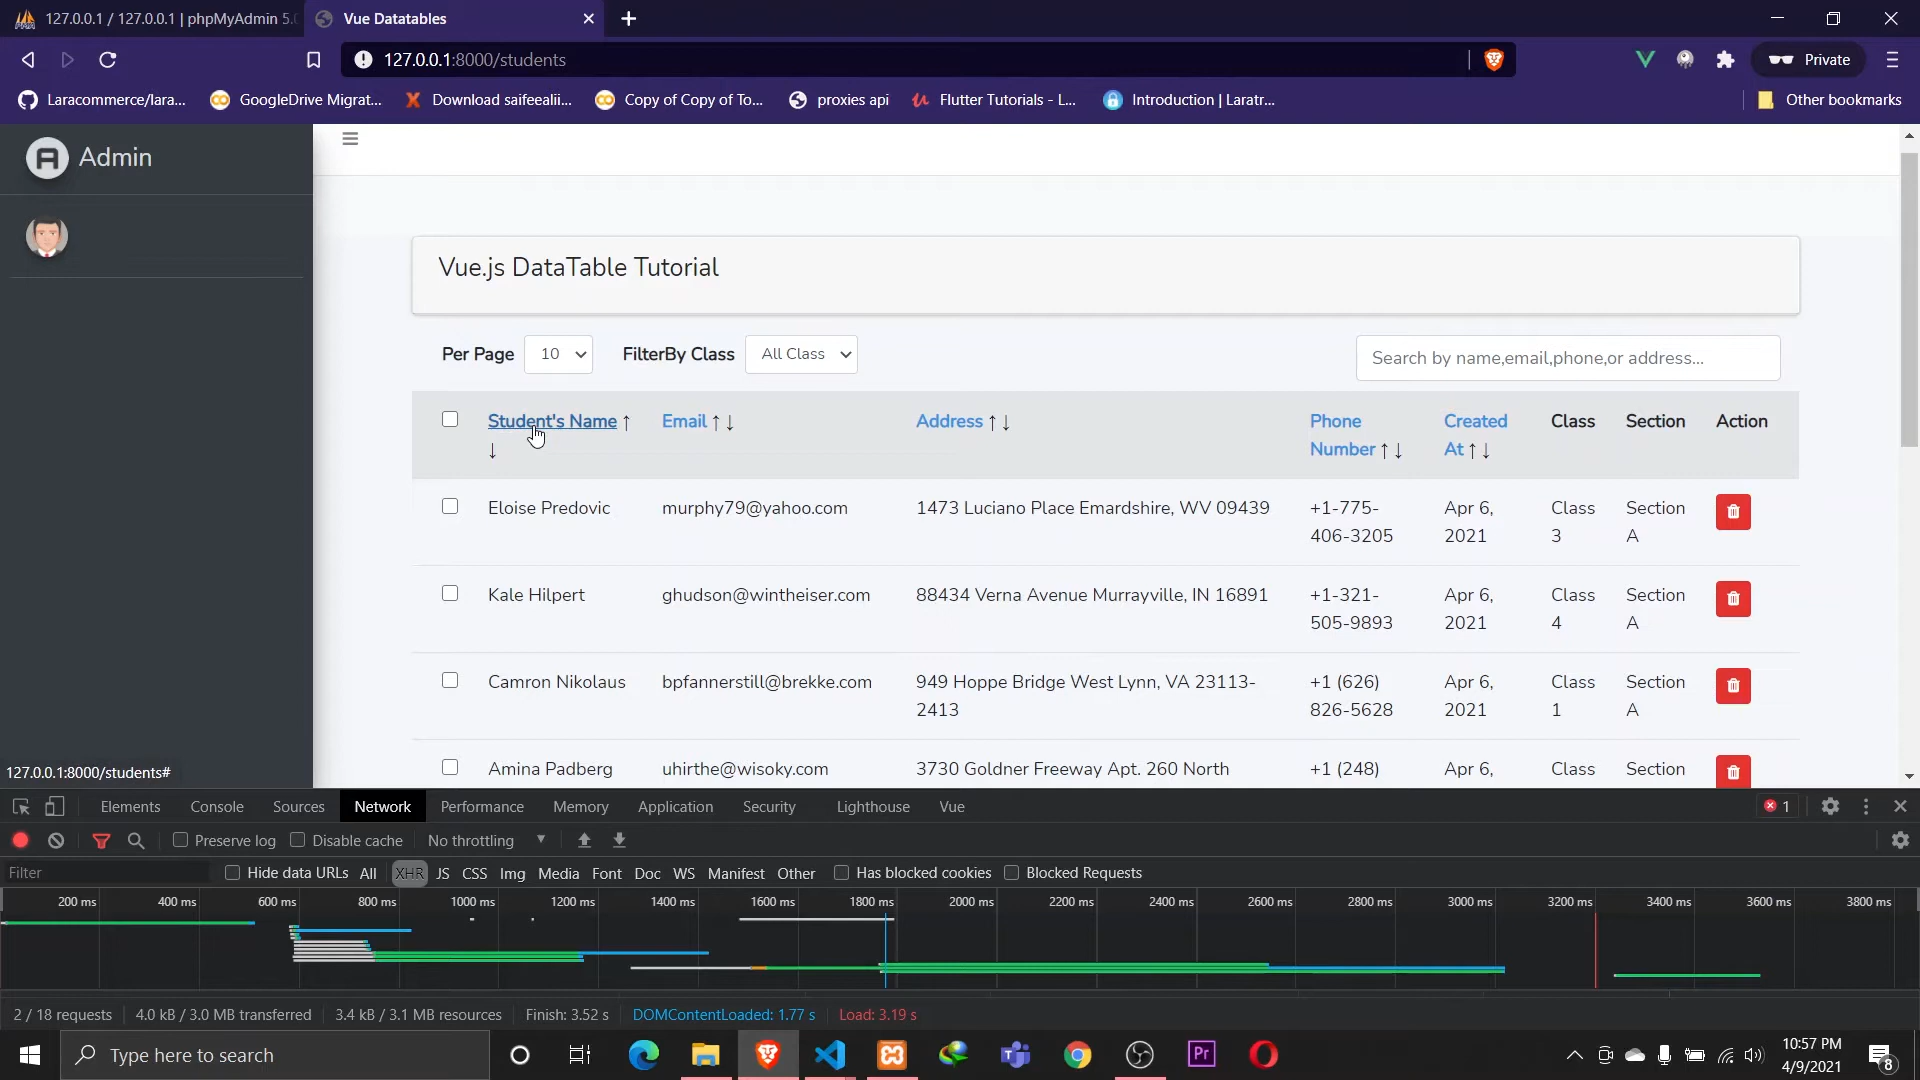 127.0.0.1 / 127.0.0.1 | phpMyAdmin 5.0
Vue Datatables
127.0.0.1:8000/students
Private
Laracommerce/lara...
GoogleDrive Migrat...
Download saifeealii...
Copy of Copy of To...
proxies api
Flutter Tutorials - L...
Introduction | Laratr...
Other bookmarks
Admin
Vue.js DataTable Tutorial
Per Page 10 FilterBy Class All Class Search by name,email,phone,or address...
Student's Name ↑ Email ↑↓ Address ↑↓ Phone Created Class Section Action
↓ Number ↑↓ At ↑↓
Eloise Predovic murphy79@yahoo.com 1473 Luciano Place Emardshire, WV 09439 +1-775- Apr 6, Class Section
406-3205 2021 3 A
Kale Hilpert ghudson@wintheiser.com 88434 Verna Avenue Murrayville, IN 16891 +1-321- Apr 6, Class Section
505-9893 2021 4 A
Camron Nikolaus bpfannerstill@brekke.com 949 Hoppe Bridge West Lynn, VA 23113- +1 (626) Apr 6, Class Section
2413 826-5628 2021 1 A
Amina Padberg uhirthe@wisoky.com 3730 Goldner Freeway Apt. 260 North +1 (248) Apr 6, Class Section
127.0.0.1:8000/students#
Elements Console Sources Network Performance Memory Application Security Lighthouse Vue 1
Preserve log Disable cache No throttling
Filter Hide data URLs All XHR JS CSS Img Media Font Doc WS Manifest Other Has blocked cookies Blocked Requests
200 ms 400 ms 600 ms 800 ms 1000 ms 1200 ms 1400 ms 1600 ms 1800 ms 2000 ms 2200 ms 2400 ms 2600 ms 2800 ms 3000 ms 3200 ms 3400 ms 3600 ms 3800 ms
2 / 18 requests 4.0 kB / 3.0 MB transferred 3.4 kB / 3.1 MB resources Finish: 3.52 s DOMContentLoaded: 1.77 s Load: 3.19 s
Type here to search
Pr
10:57 PM
4/9/2021
8